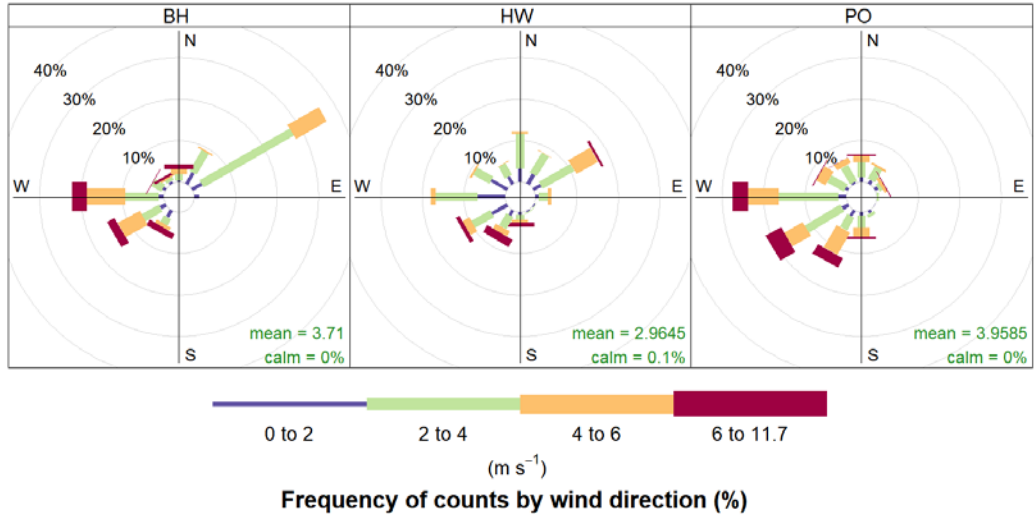 BH
HW
PO
N
40%
30%
20%
10%
W
E
S
mean = 3.71
calm = 0%
N
40%
30%
20%
10%
W
E
S
mean = 2.9645
calm = 0.1%
N
40%
30%
20%
10%
W
E
S
mean = 3.9585
calm = 0%
0 to 2
2 to 4
4 to 6
6 to 11.7
(m s⁻¹)
Frequency of counts by wind direction (%)